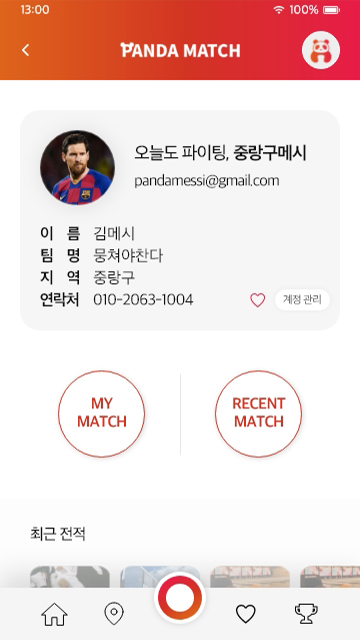 13:00 100%
PANDA MATCH
오늘도 파이팅, 중랑구메시
pandamessi@gmail.com
이 름 김메시
팀 명 뭉쳐야찬다
지 역 중랑구
연락처 010-2063-1004
계정 관리
MY
MATCH
RECENT
MATCH
최근 전적